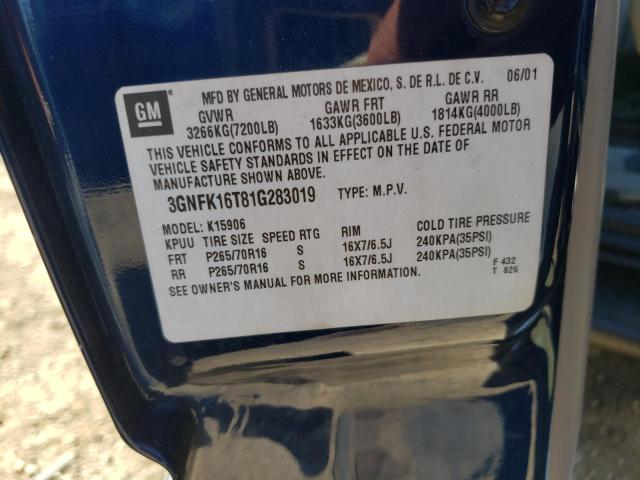 GM
MFD BY GENERAL MOTORS DE MEXICO, S. DE R.L. DE C.V. 06/01
GVWR GAWR FRT GAWR RR
3266KG(7200LB) 1633KG(3600LB) 1814KG(4000LB)
THIS VEHICLE CONFORMS TO ALL APPLICABLE U.S. FEDERAL MOTOR
VEHICLE SAFETY STANDARDS IN EFFECT ON THE DATE OF
MANUFACTURE SHOWN ABOVE.
3GNFK16T81G283019 TYPE: M.P.V.
MODEL: K15906
KPUU TIRE SIZE SPEED RTG RIM COLD TIRE PRESSURE
FRT P265/70R16 S 16X7/6.5J 240KPA(35PSI)
RR P265/70R16 S 16X7/6.5J 240KPA(35PSI)
SEE OWNER'S MANUAL FOR MORE INFORMATION.
F 432
T 826